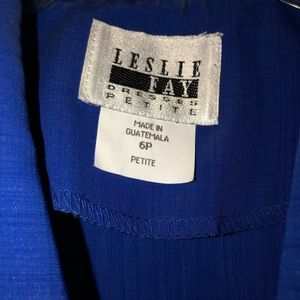 LESLIE
FAY
DRESSES
PETITE
MADE IN
GUATEMALA
6P
PETITE